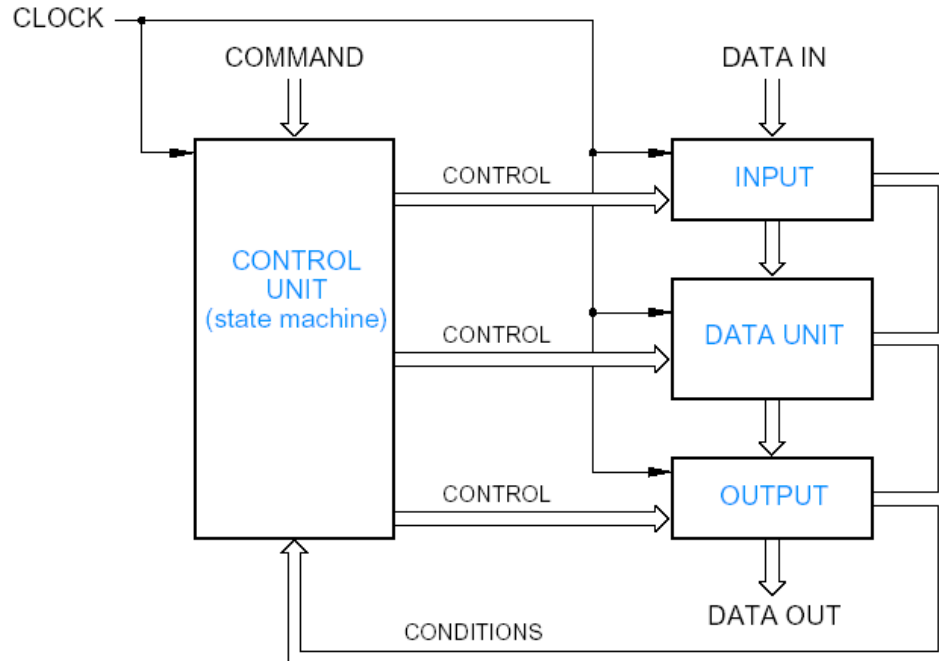 CLOCK
COMMAND
DATA IN
CONTROL
INPUT
CONTROL
UNIT
(state machine)
CONTROL
DATA UNIT
CONTROL
OUTPUT
DATA OUT
CONDITIONS